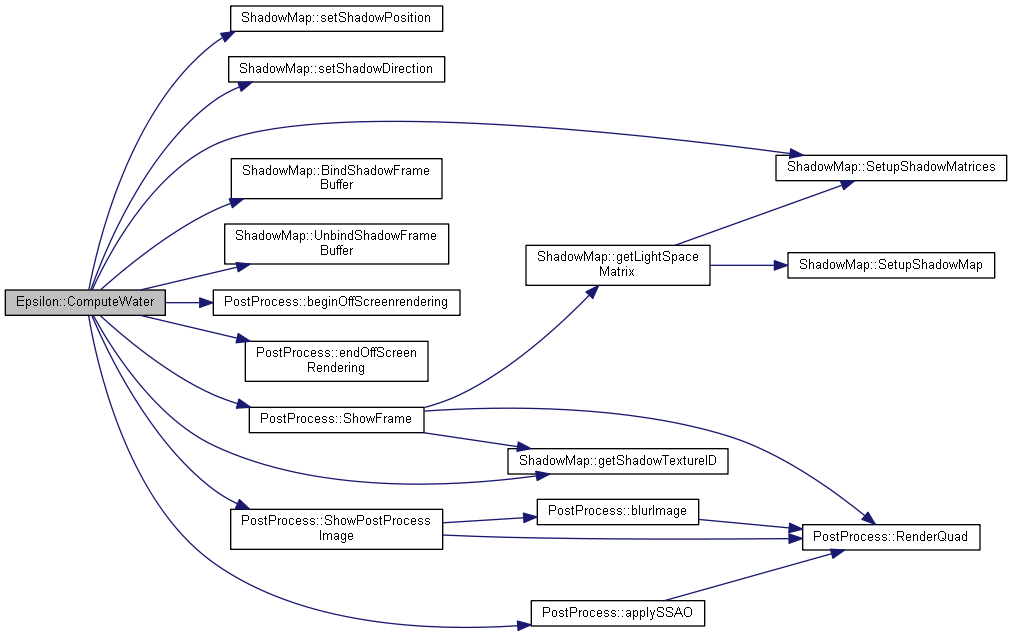 ShadowMap::setShadowPosition
ShadowMap::setShadowDirection
ShadowMap::SetupShadowMatrices
ShadowMap::BindShadowFrame
Buffer
ShadowMap::UnbindShadowFrame
Buffer
ShadowMap::getLightSpace
Matrix
ShadowMap::SetupShadowMap
Epsilon::ComputeWater
PostProcess::beginOffScreenrendering
PostProcess::endOffScreen
Rendering
PostProcess::ShowFrame
ShadowMap::getShadowTextureID
PostProcess::ShowPostProcess
Image
PostProcess::blurImage
PostProcess::RenderQuad
PostProcess::applySSAO